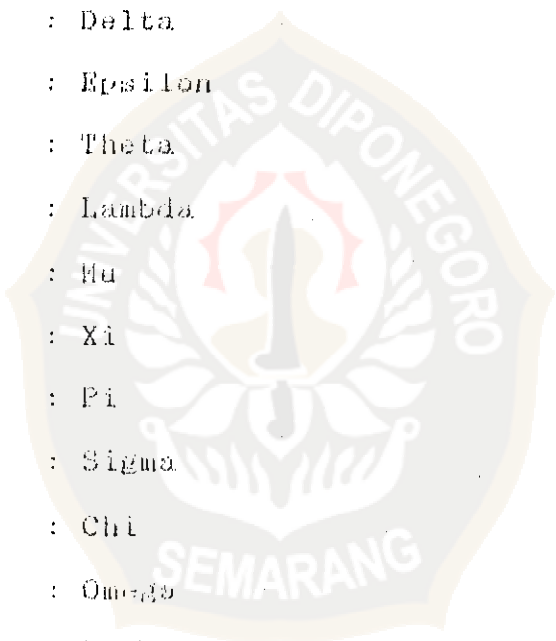 : Delta
: Epsilon
: Theta
: Lambda
: Mu
: Xi
: Pi
: Sigma
: Chi
: Omega
UNIVERSITAS DIPONEGORO
SEMARANG